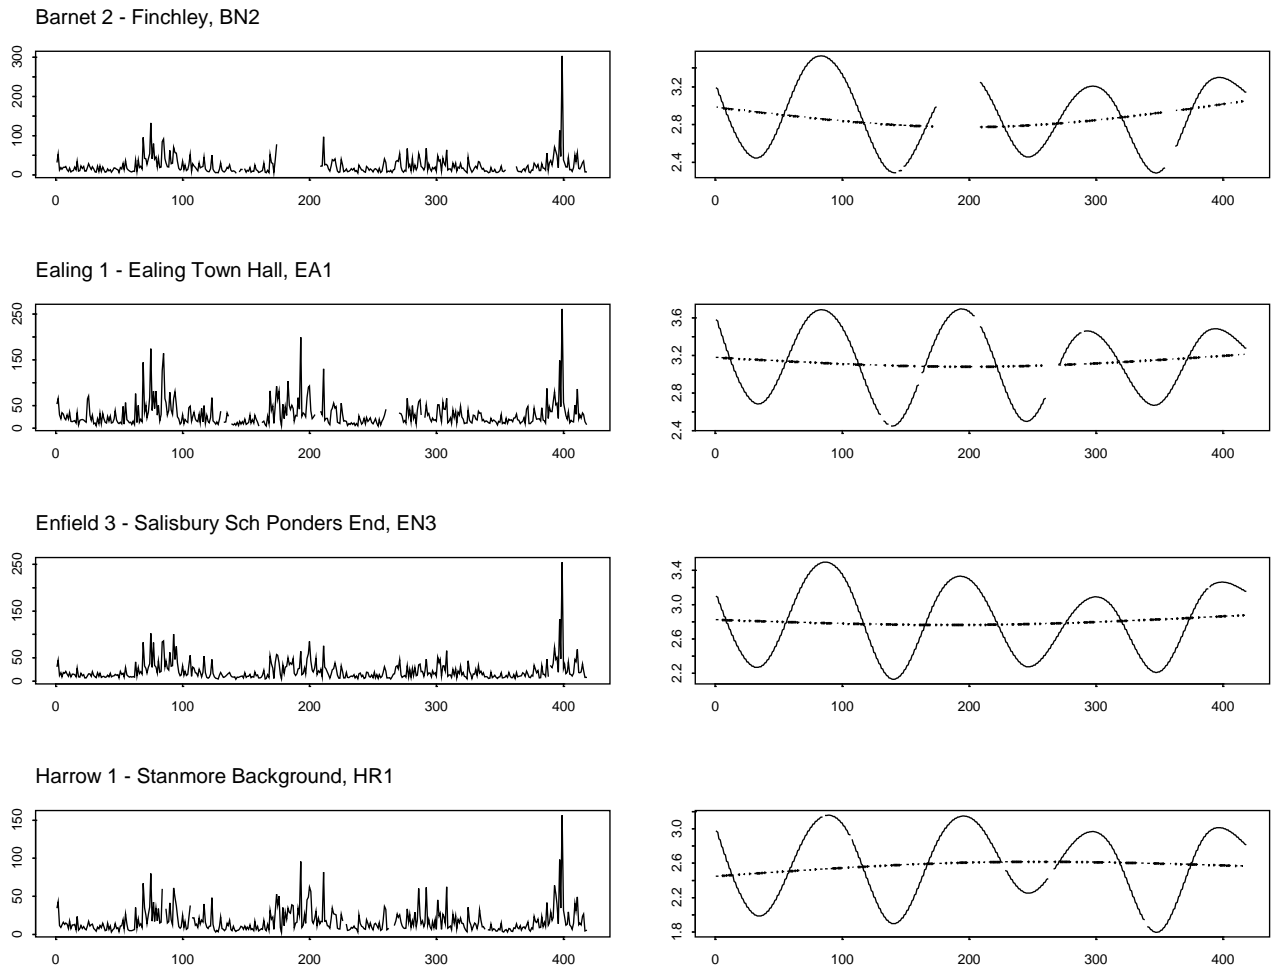 Barnet 2 - Finchley, BN2
0 100 200 300
0 100 200 300 400
2.4 2.8 3.2
0 100 200 300 400
Ealing 1 - Ealing Town Hall, EA1
0 50 150 250
0 100 200 300 400
2.4 2.8 3.2 3.6
0 100 200 300 400
Enfield 3 - Salisbury Sch Ponders End, EN3
0 50 150 250
0 100 200 300 400
2.2 2.6 3.0 3.4
0 100 200 300 400
Harrow 1 - Stanmore Background, HR1
0 50 100 150
0 100 200 300 400
1.8 2.2 2.6 3.0
0 100 200 300 400